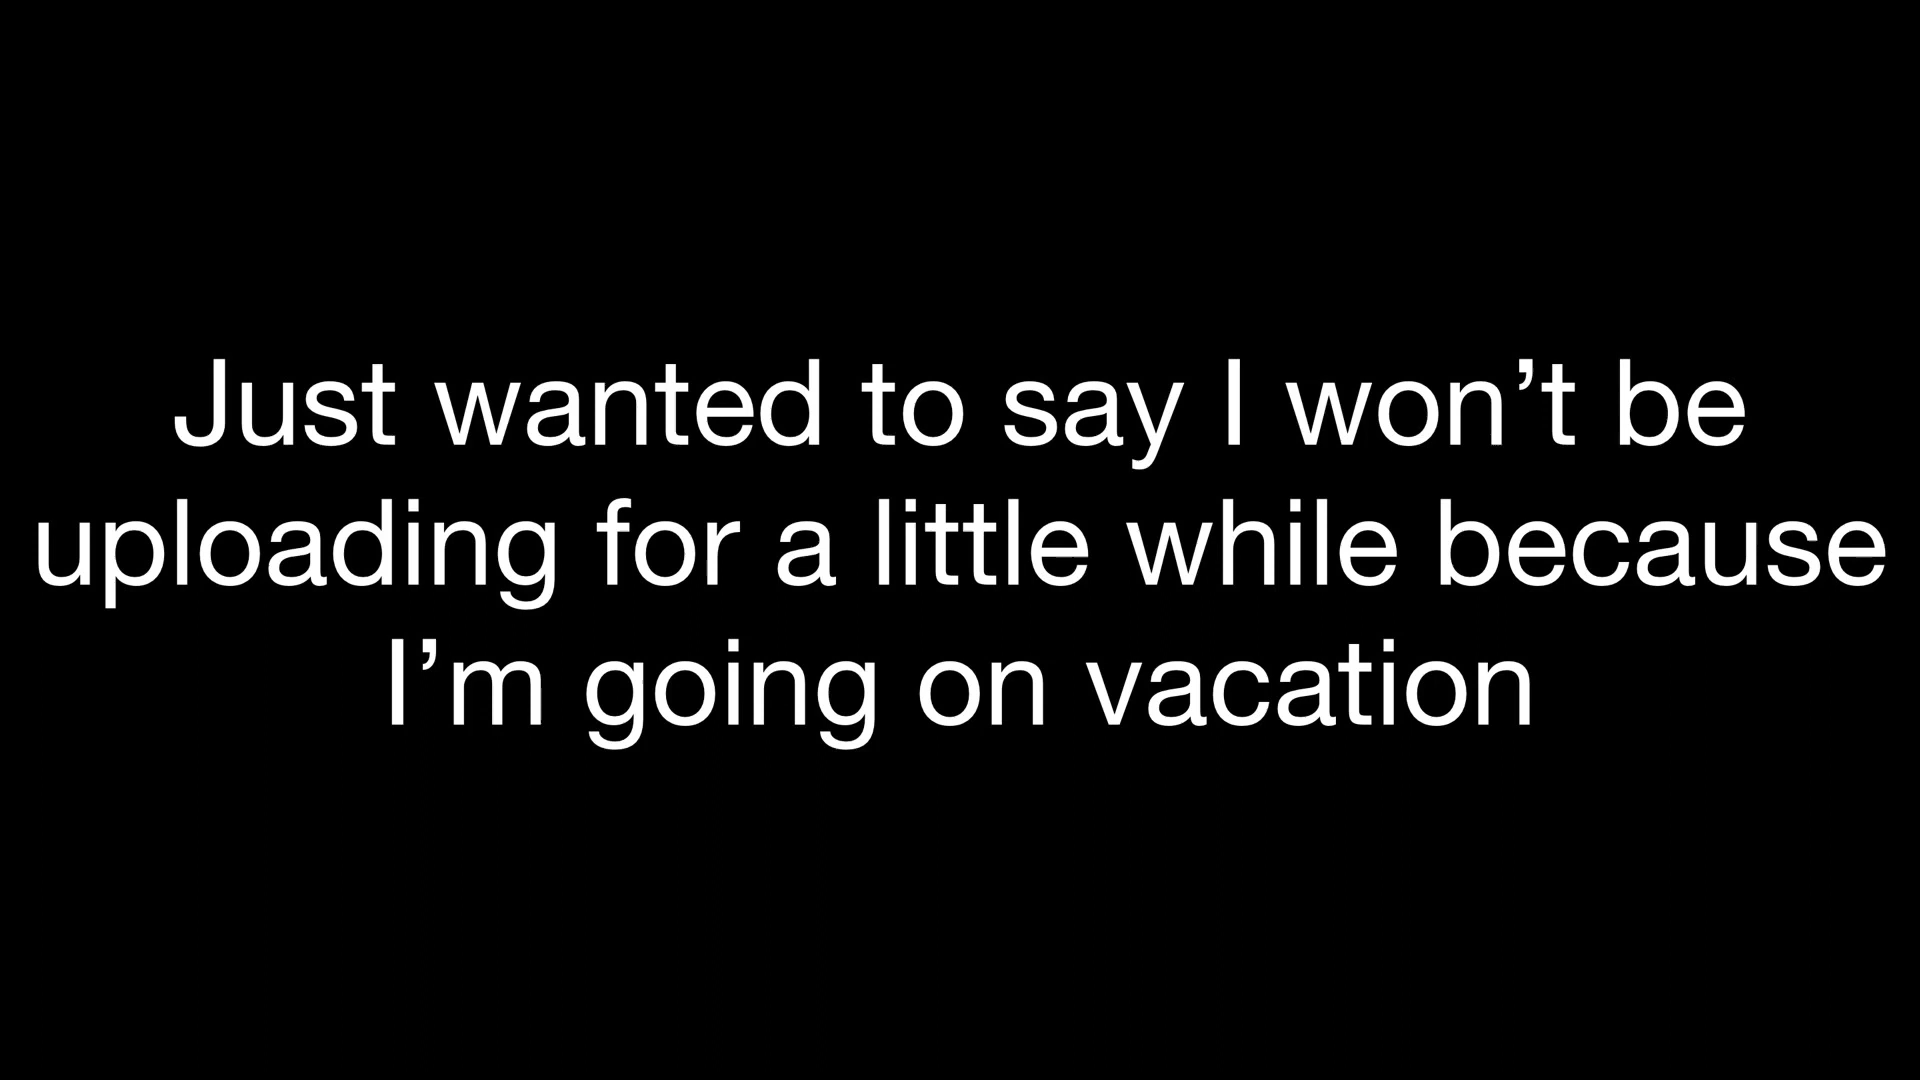 Just wanted to say I won’t be
uploading for a little while because
I’m going on vacation